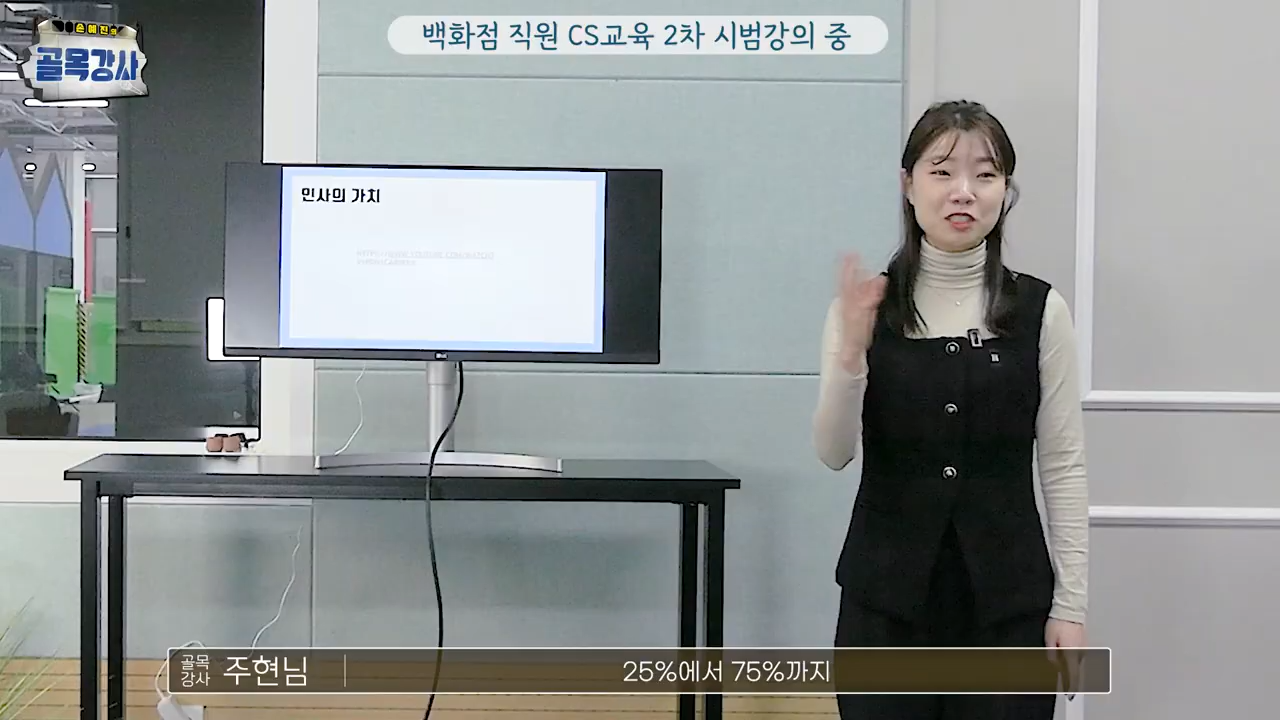 손예진의
골목강사
백화점 직원 CS교육 2차 시범강의 중
인사의 가치
골목
강사
주현님
25%에서 75%까지